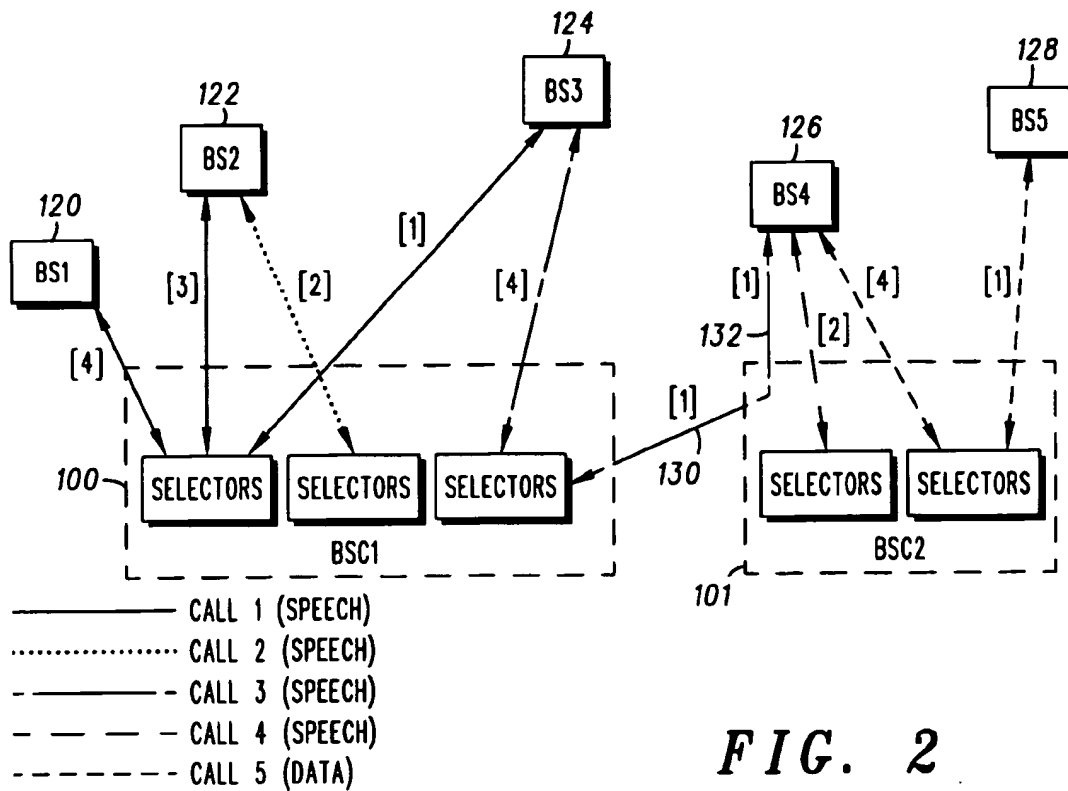 124
BS3
128
BS5
122
BS2
126
BS4
120
BS1
[1]
[3]
[2]
[4]
[1]
[4]
[1]
132
[2]
[4]
[1]
130
100
SELECTORS
SELECTORS
SELECTORS
SELECTORS
SELECTORS
BSC1
BSC2
101
CALL 1 (SPEECH)
CALL 2 (SPEECH)
CALL 3 (SPEECH)
CALL 4 (SPEECH)
CALL 5 (DATA)
FIG. 2